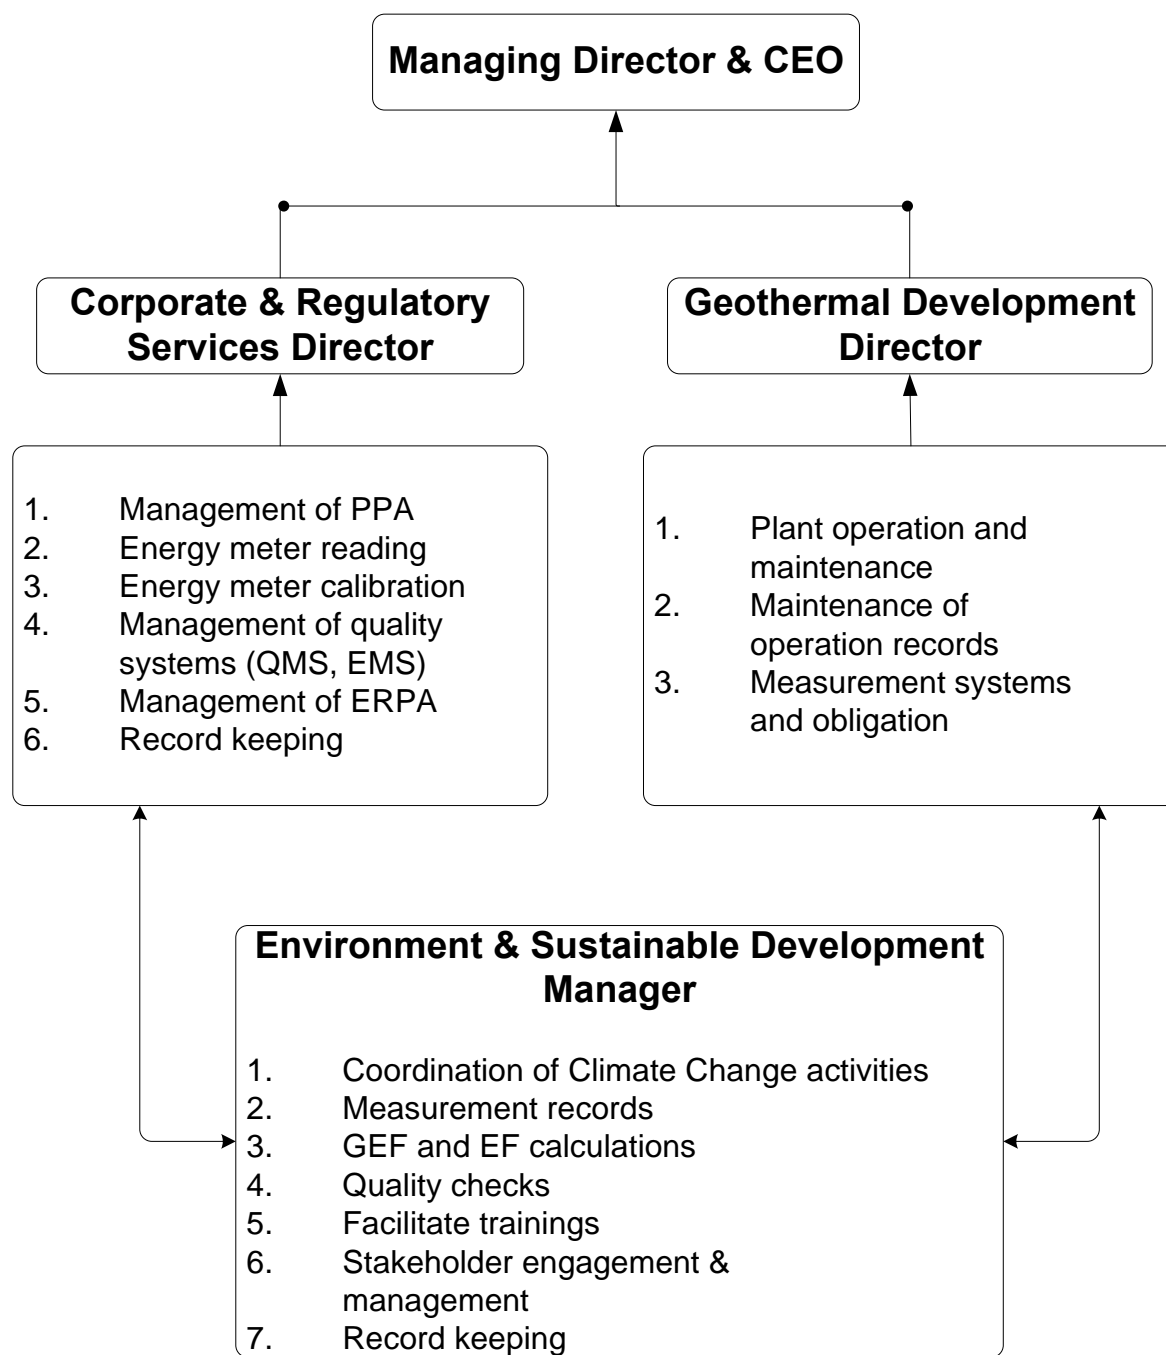 Managing Director & CEO
Corporate & Regulatory
Services Director
Geothermal Development
Director
1. Management of PPA
2. Energy meter reading
3. Energy meter calibration
4. Management of quality
systems (QMS, EMS)
5. Management of ERPA
6. Record keeping
1. Plant operation and
maintenance
2. Maintenance of
operation records
3. Measurement systems
and obligation
Environment & Sustainable Development
Manager
1. Coordination of Climate Change activities
2. Measurement records
3. GEF and EF calculations
4. Quality checks
5. Facilitate trainings
6. Stakeholder engagement &
management
7. Record keeping